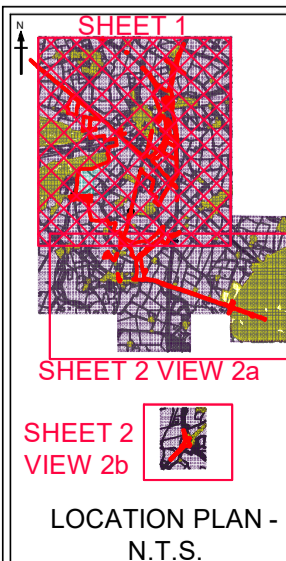 SHEET 1
N
SHEET 2 VIEW 2a
SHEET 2
VIEW 2b
LOCATION PLAN -
N.T.S.